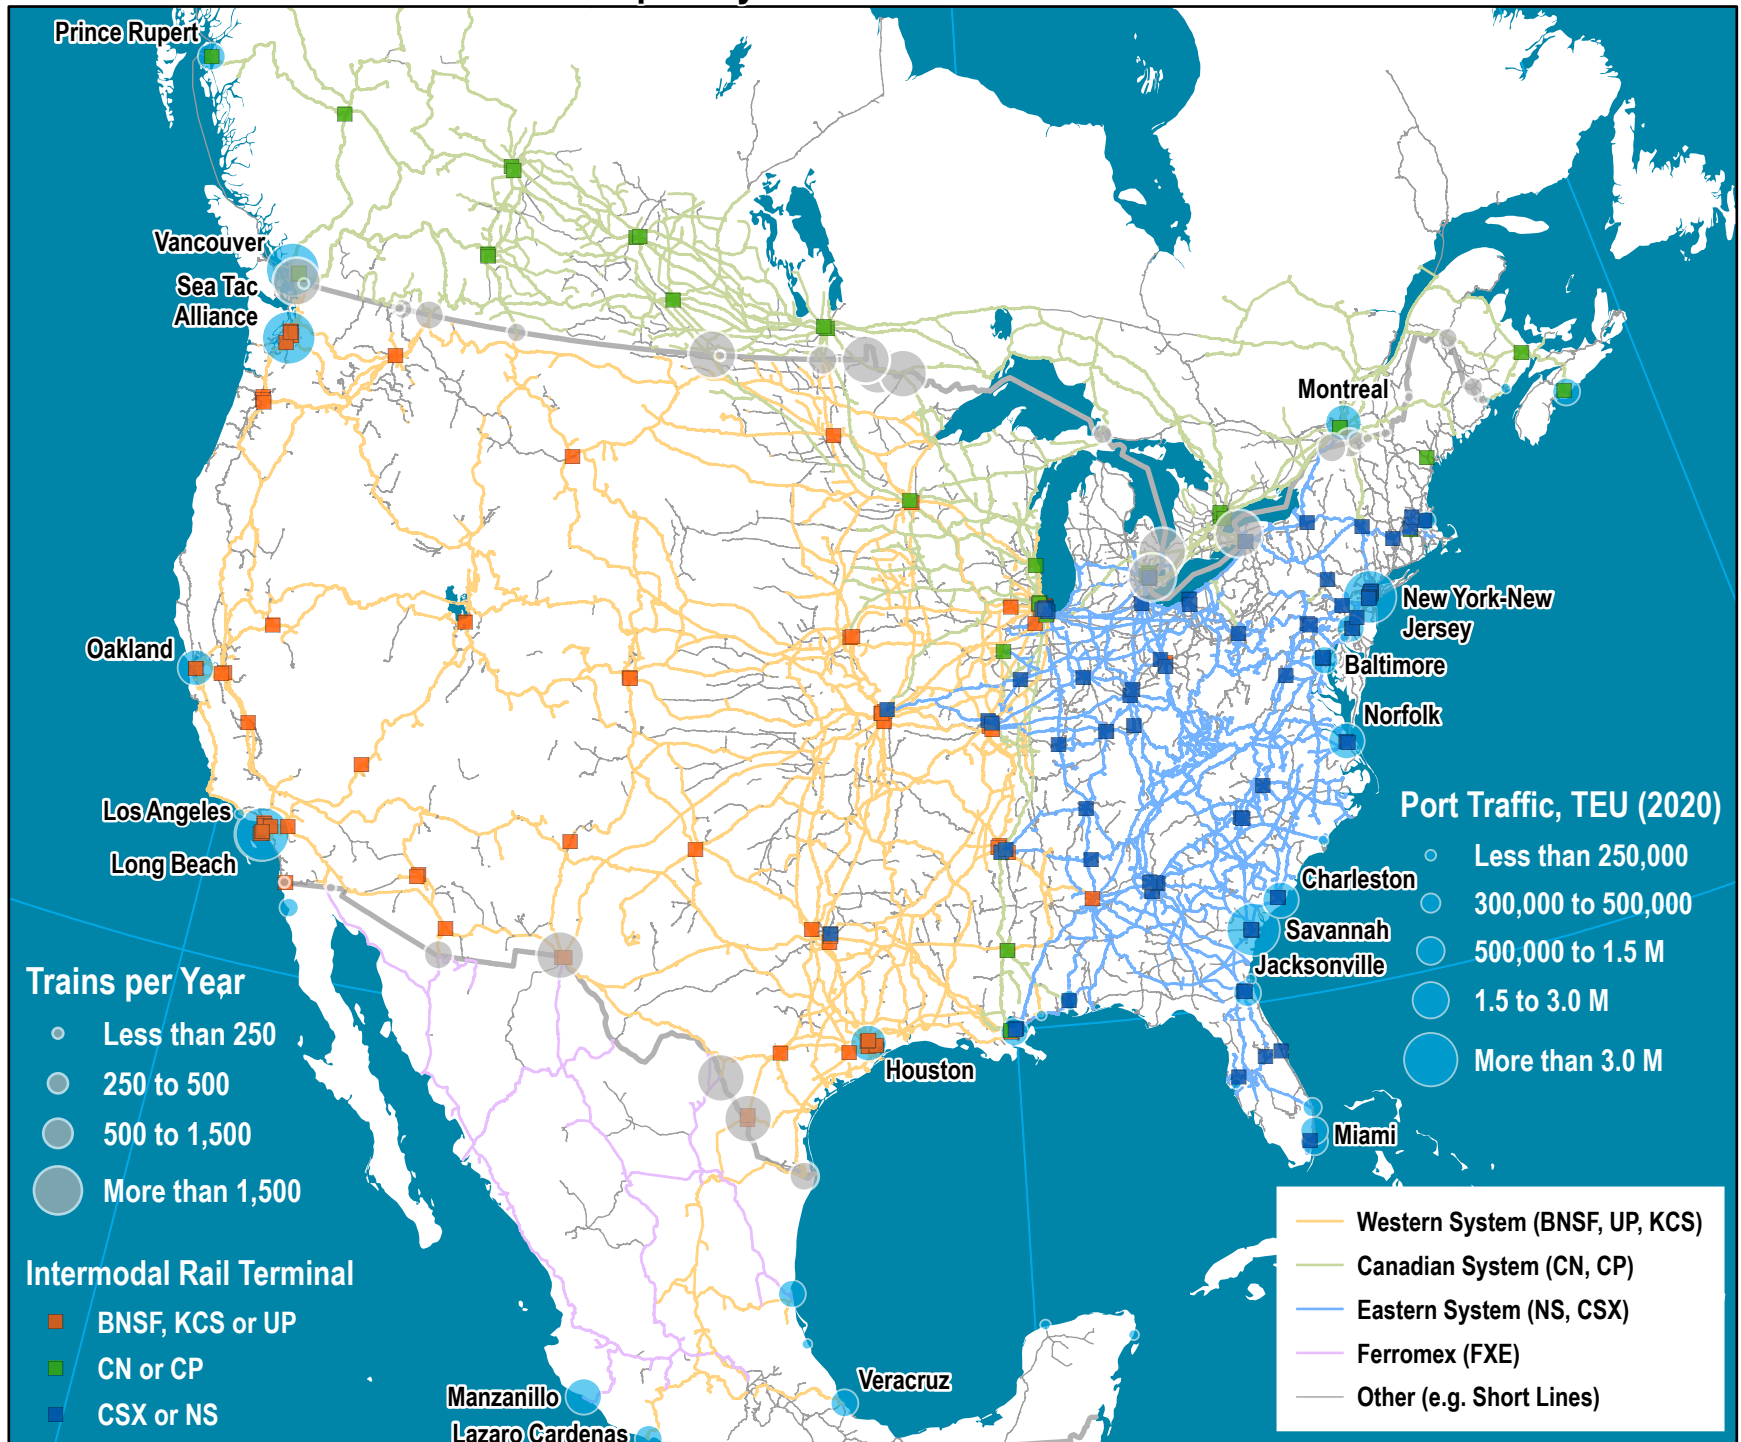 Prince Rupert
Vancouver
Sea Tac
Alliance
Montreal
New York-New
Jersey
Oakland
Baltimore
Norfolk
Los Angeles
Long Beach
Charleston
Savannah
Jacksonville
Houston
Miami
Manzanillo
Veracruz
Lazaro Cardenas
Port Traffic, TEU (2020)
Less than 250,000
300,000 to 500,000
500,000 to 1.5 M
1.5 to 3.0 M
More than 3.0 M
Trains per Year
Less than 250
250 to 500
500 to 1,500
More than 1,500
Intermodal Rail Terminal
BNSF, KCS or UP
CN or CP
CSX or NS
Western System (BNSF, UP, KCS)
Canadian System (CN, CP)
Eastern System (NS, CSX)
Ferromex (FXE)
Other (e.g. Short Lines)